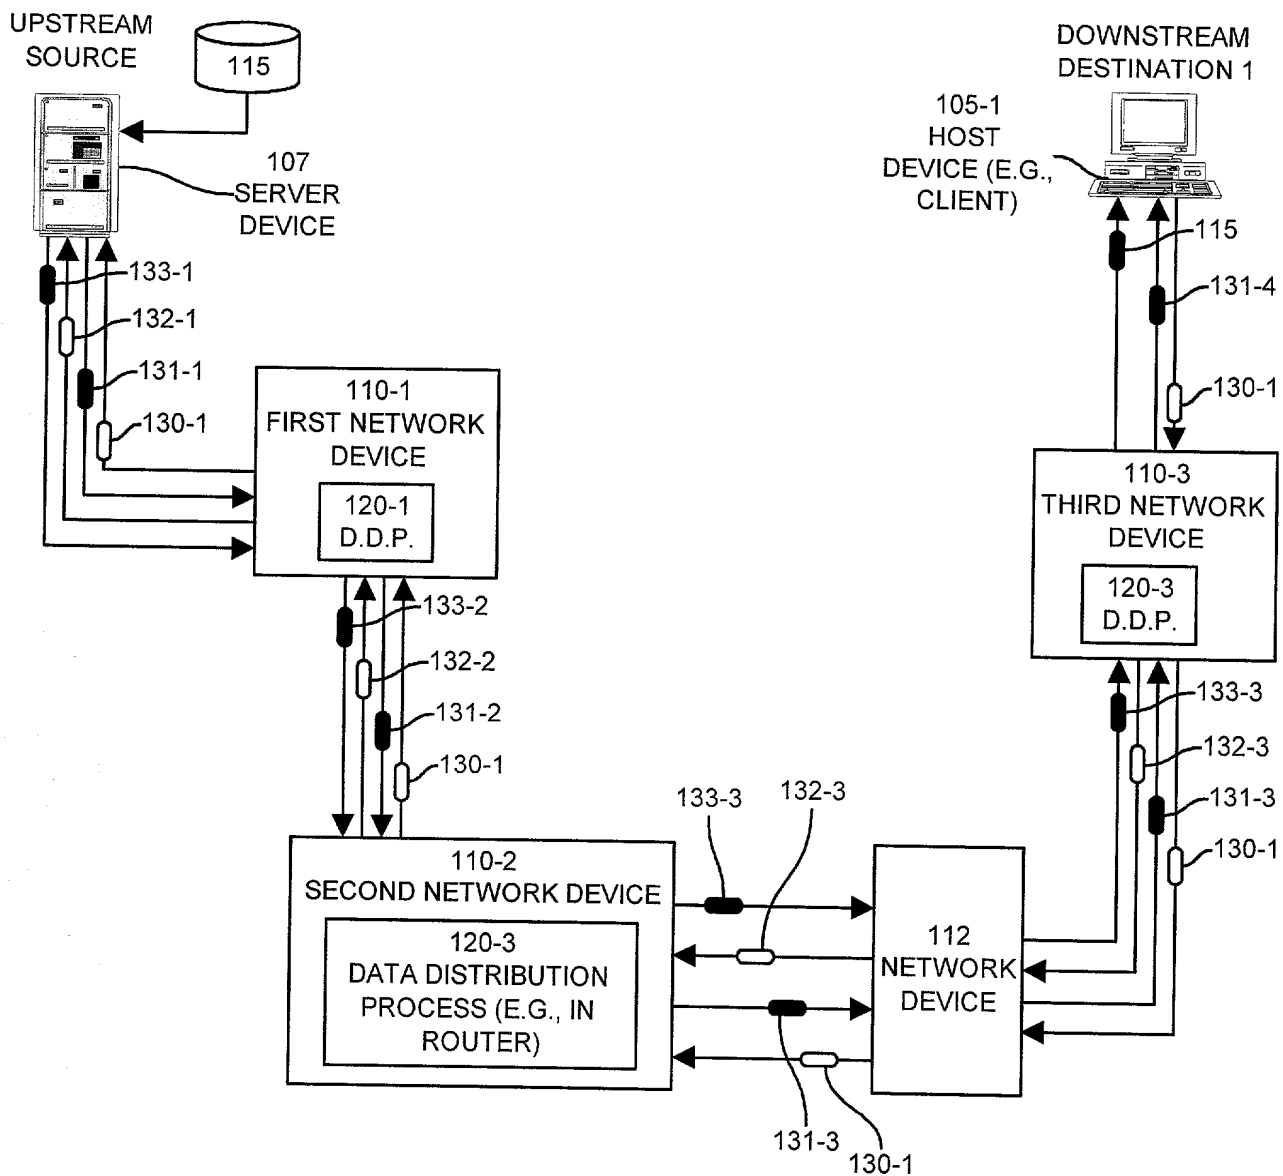 UPSTREAM
SOURCE
115
107
SERVER
DEVICE
DOWNSTREAM
DESTINATION 1
105-1
HOST
DEVICE (E.G.,
CLIENT)
133-1
132-1
131-1
130-1
115
131-4
130-1
110-1
FIRST NETWORK
DEVICE
120-1
D.D.P.
110-3
THIRD NETWORK
DEVICE
120-3
D.D.P.
133-2
132-2
131-2
130-1
133-3
132-3
131-3
130-1
110-2
SECOND NETWORK DEVICE
120-3
DATA DISTRIBUTION
PROCESS (E.G., IN
ROUTER)
133-3
132-3
131-3
130-1
112
NETWORK
DEVICE